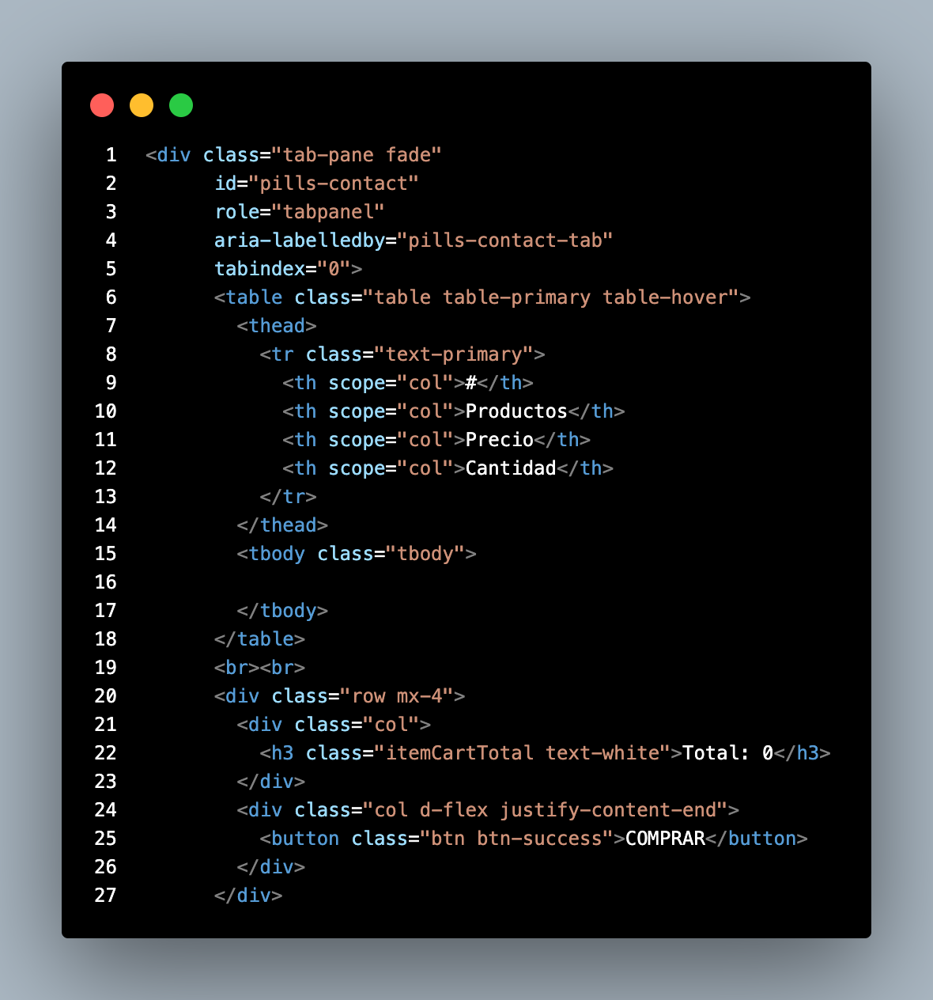 1 <div class="tab-pane fade"
2 id="pills-contact"
3 role="tabpanel"
4 aria-labelledby="pills-contact-tab"
5 tabindex="0">
6 <table class="table table-primary table-hover">
7 <thead>
8 <tr class="text-primary">
9 <th scope="col">#</th>
10 <th scope="col">Productos</th>
11 <th scope="col">Precio</th>
12 <th scope="col">Cantidad</th>
13 </tr>
14 </thead>
15 <tbody class="tbody">
16
17 </tbody>
18 </table>
19 <br><br>
20 <div class="row mx-4">
21 <div class="col">
22 <h3 class="itemCartTotal text-white">Total: 0</h3>
23 </div>
24 <div class="col d-flex justify-content-end">
25 <button class="btn btn-success">COMPRAR</button>
26 </div>
27 </div>